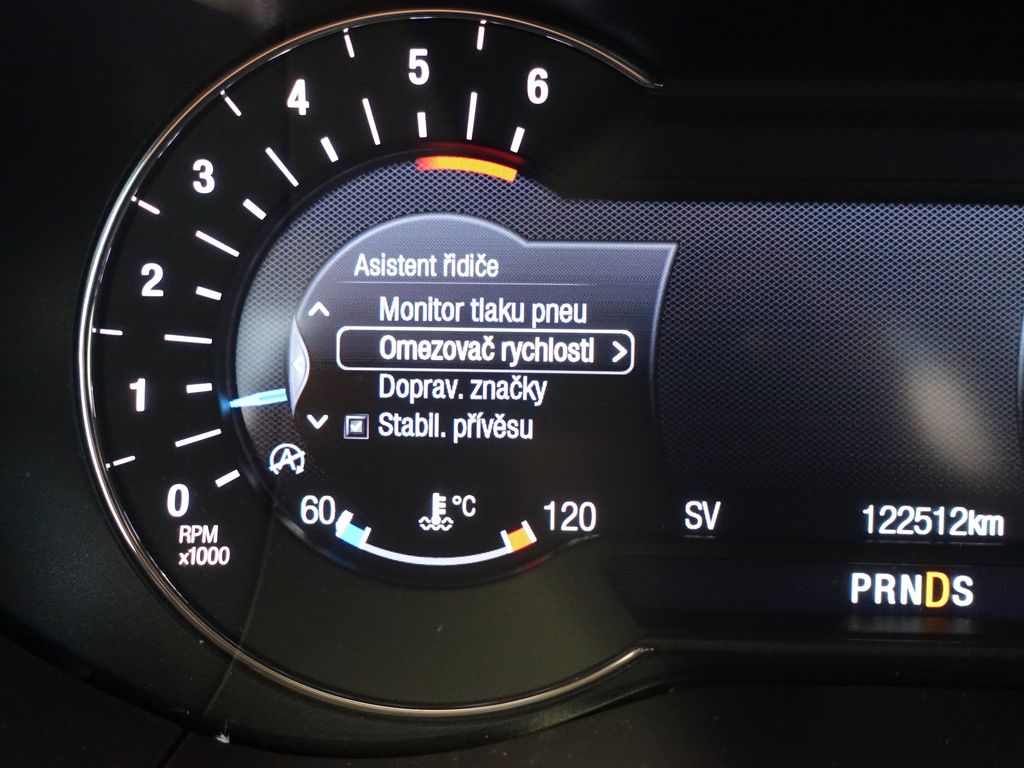 6
5
4
3
2
1
0
RPM
x1000
Asistent řidiče
Monitor tlaku pneu
Omezovač rychlosti >
Doprav. značky
Stabil. přívěsu
A
60 °C 120
SV 122512km
PRNDS